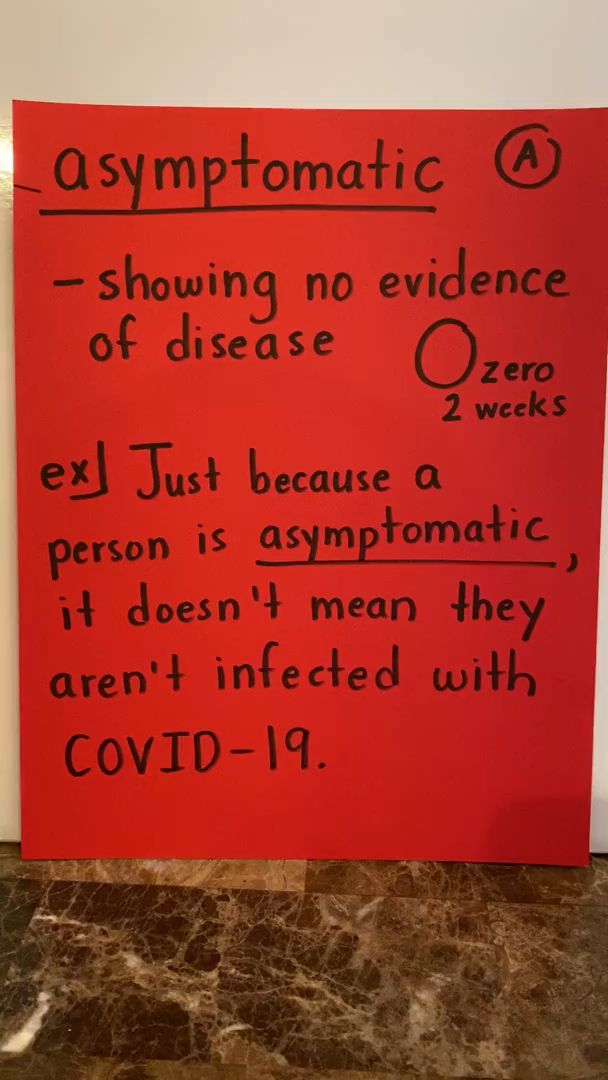 asymptomatic A
- showing no evidence
of disease
O zero
2 weeks
ex] Just because a
person is asymptomatic,
it doesn't mean they
aren't infected with
COVID-19.